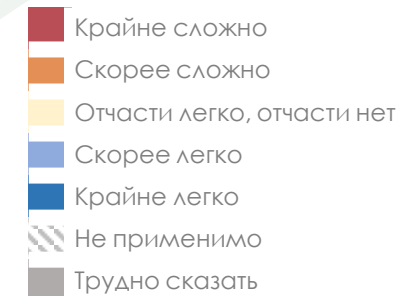 Крайне сложно
Скорее сложно
Отчасти легко, отчасти нет
Скорее легко
Крайне легко
Не применимо
Трудно сказать